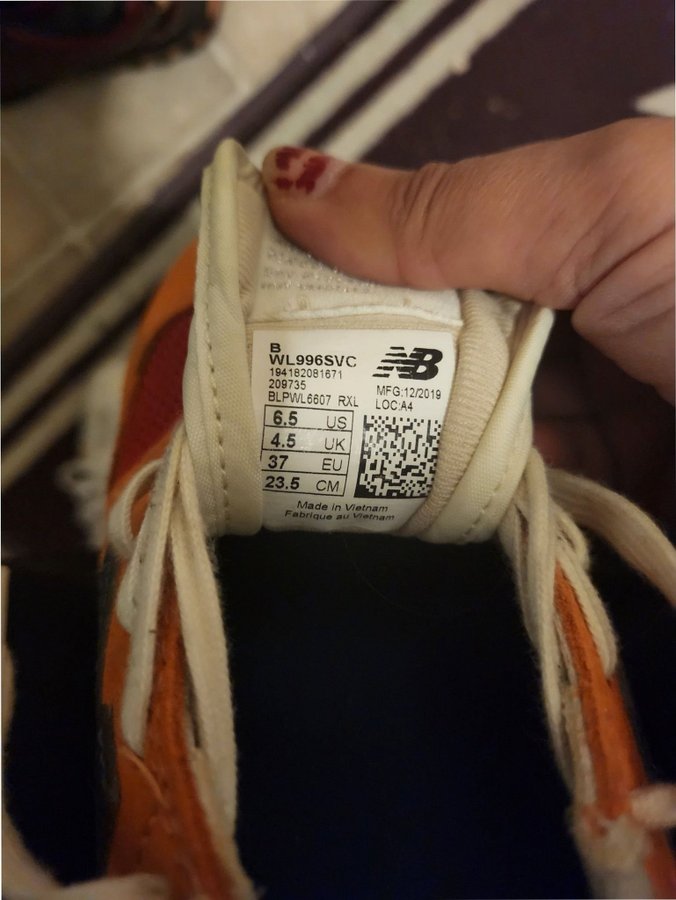 B
WL996SVC
NB
194182081671
209735
BLPWL6607 RXL
MFG:12/2019
LOC:A4
6.5 US
4.5 UK
37 EU
23.5 CM
Made in Vietnam
Fabrique au Vietnam